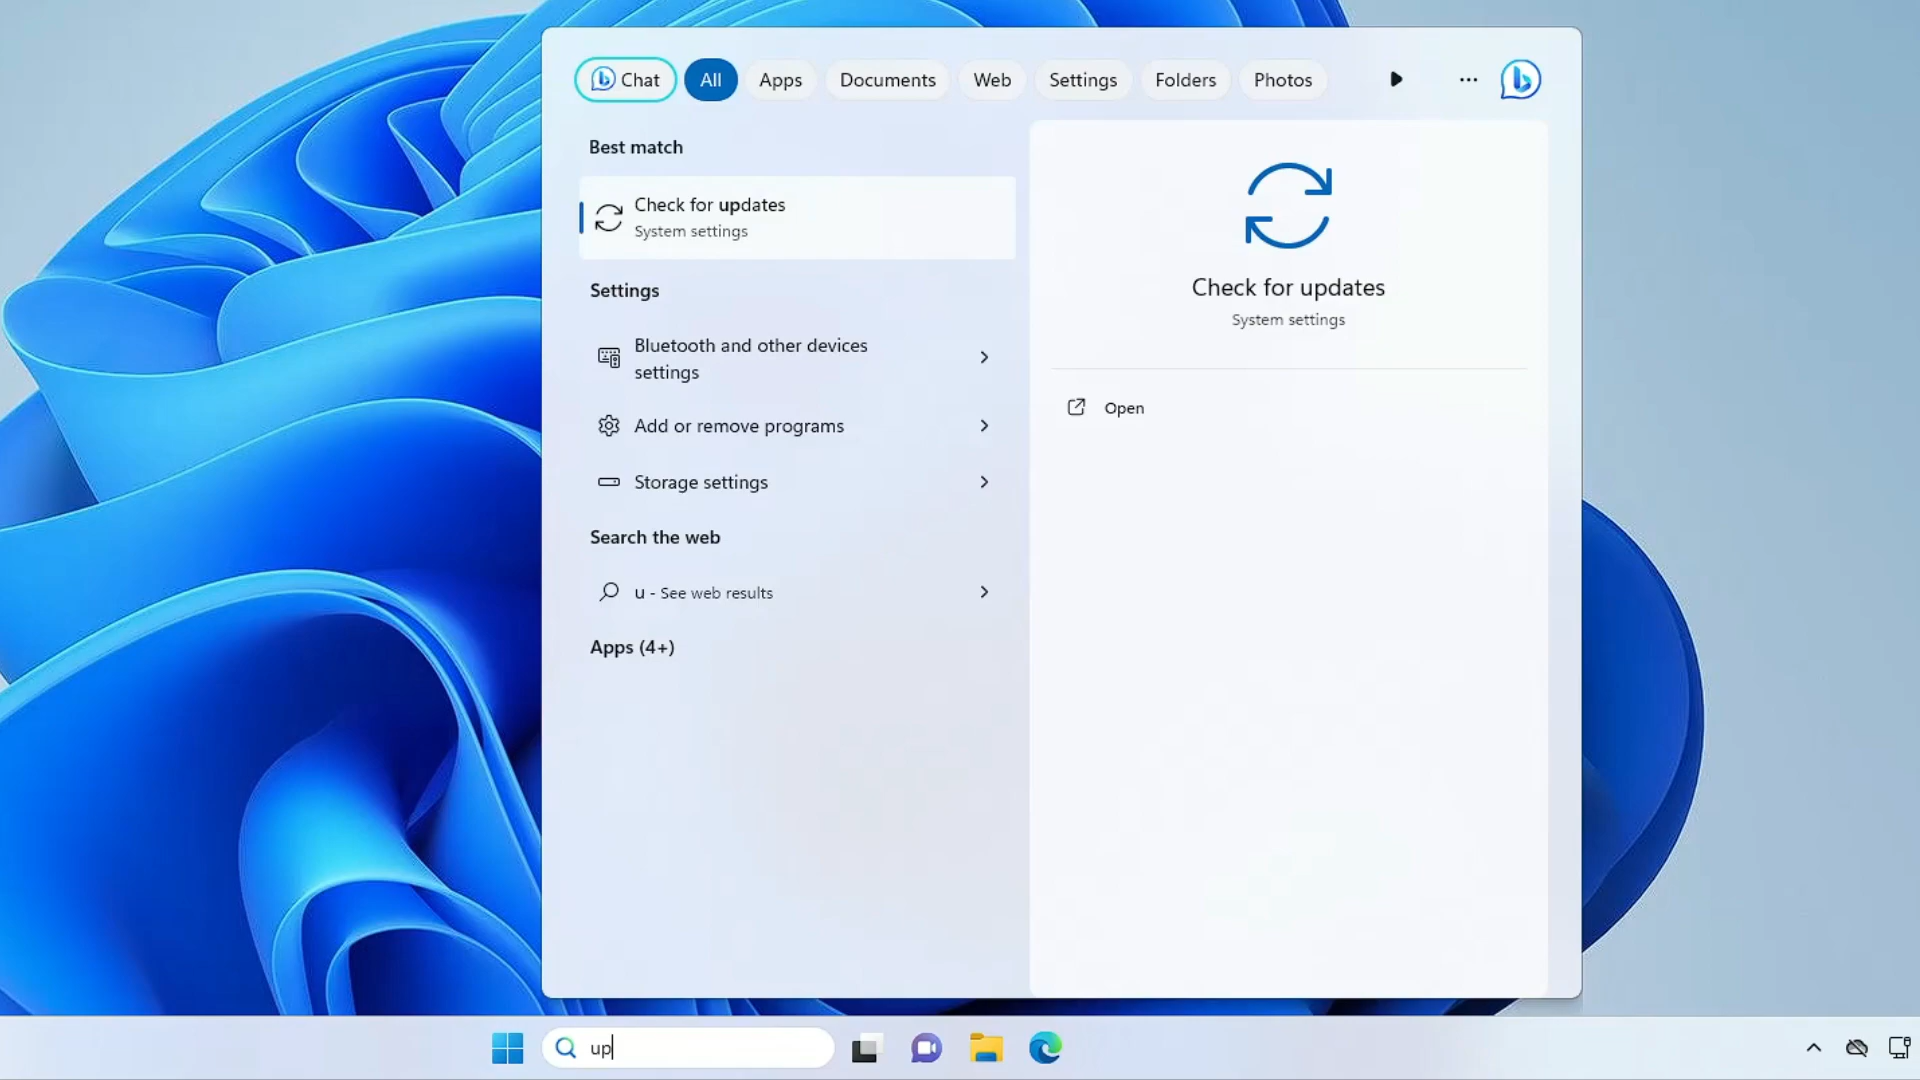 Chat All Apps Documents Web Settings Folders Photos
Best match
Check for updates
System settings
Settings
Bluetooth and other devices
settings
Add or remove programs
Storage settings
Search the web
u - See web results
Apps (4+)
Check for updates
System settings
Open
up